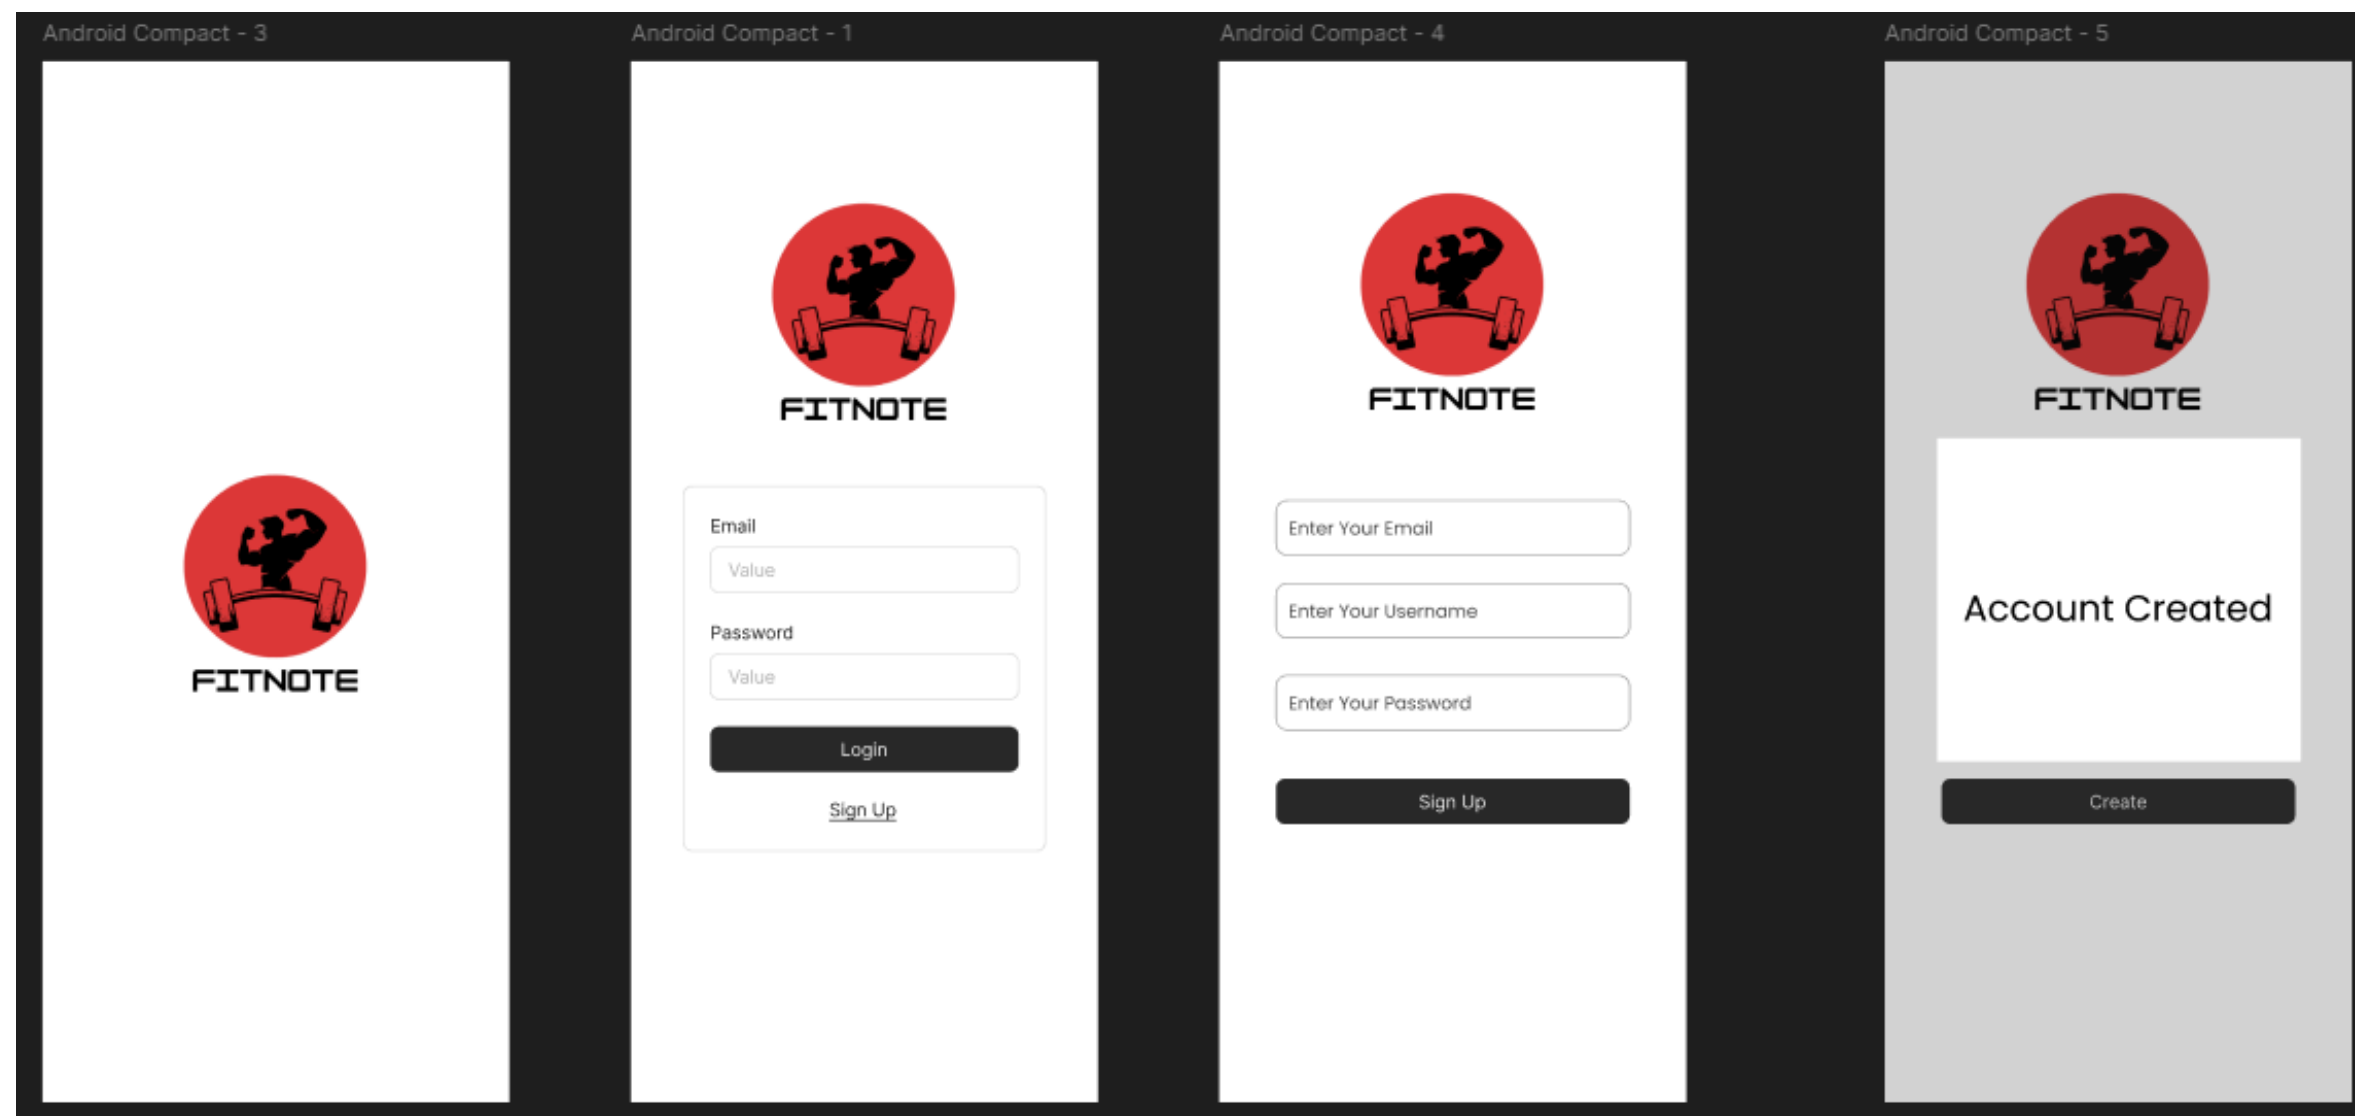 Android Compact - 3
FITNOTE
Android Compact - 1
FITNOTE
Email
Value
Password
Value
Login
Sign Up
Android Compact - 4
FITNOTE
Enter Your Email
Enter Your Username
Enter Your Password
Sign Up
Android Compact - 5
FITNOTE
Account Created
Create